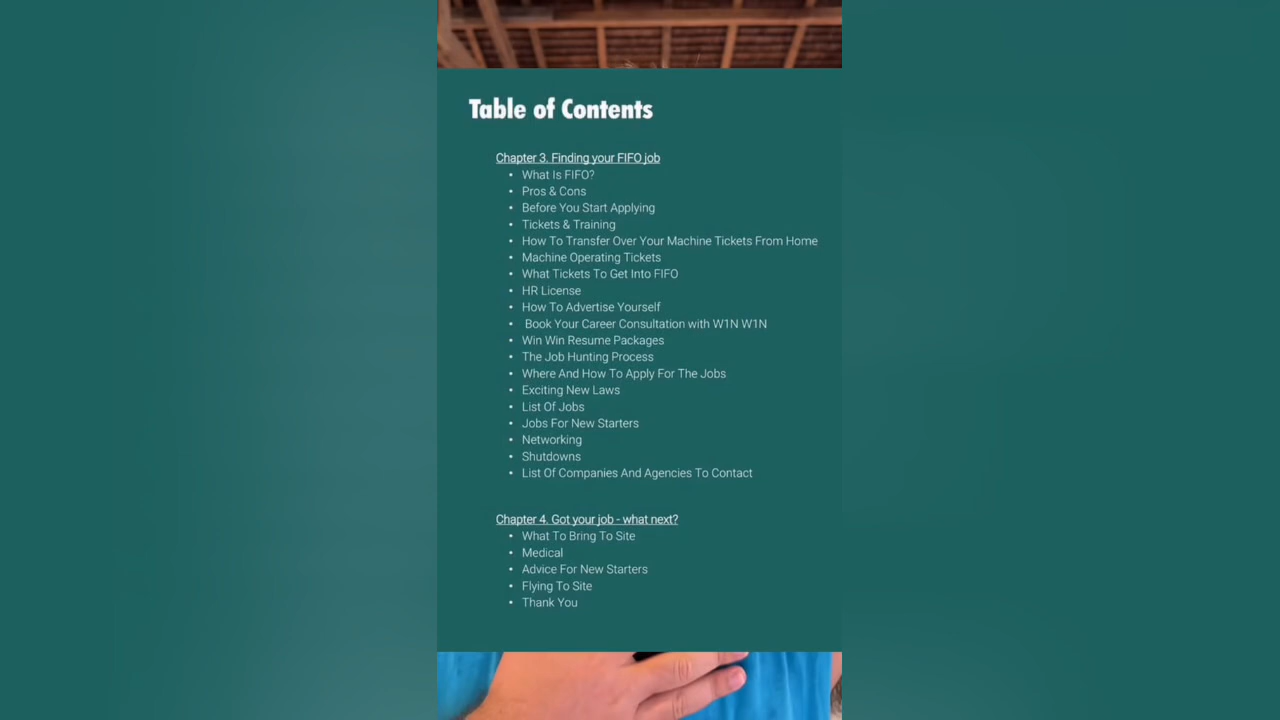 Table of Contents
Chapter 3. Finding your FIFO job
• What Is FIFO?
• Pros & Cons
• Before You Start Applying
• Tickets & Training
• How To Transfer Over Your Machine Tickets From Home
• Machine Operating Tickets
• What Tickets To Get Into FIFO
• HR License
• How To Advertise Yourself
• Book Your Career Consultation with W1N W1N
• Win Win Resume Packages
• The Job Hunting Process
• Where And How To Apply For The Jobs
• Exciting New Laws
• List Of Jobs
• Jobs For New Starters
• Networking
• Shutdowns
• List Of Companies And Agencies To Contact
Chapter 4. Got your job - what next?
• What To Bring To Site
• Medical
• Advice For New Starters
• Flying To Site
• Thank You